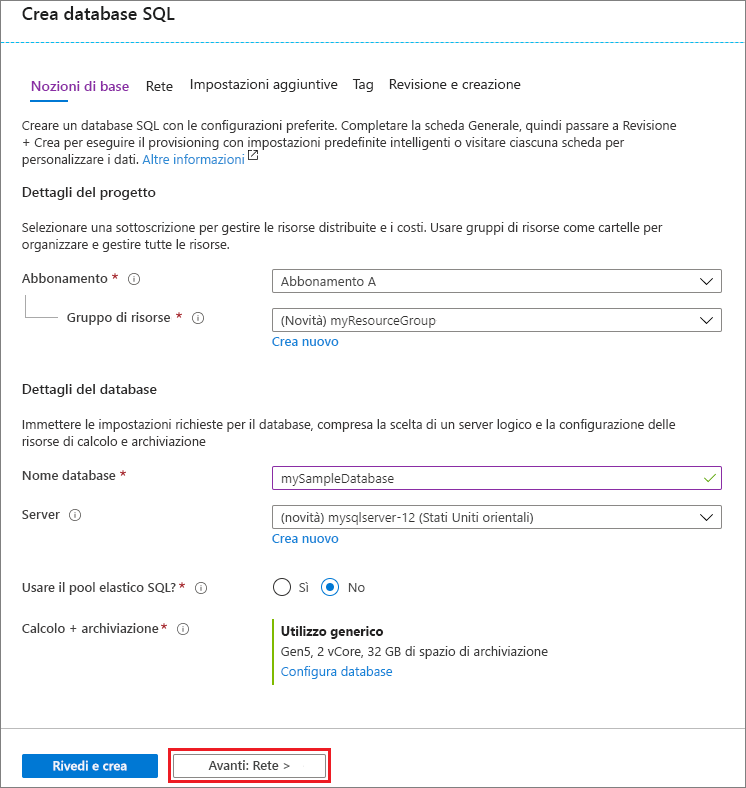 Crea database SQL
Nozioni di base Rete Impostazioni aggiuntive Tag Revisione e creazione
Creare un database SQL con le configurazioni preferite. Completare la scheda Generale, quindi passare a Revisione
+ Crea per eseguire il provisioning con impostazioni predefinite intelligenti o visitare ciascuna scheda per
personalizzare i dati. Altre informazioni
Dettagli del progetto
Selezionare una sottoscrizione per gestire le risorse distribuite e i costi. Usare gruppi di risorse come cartelle per
organizzare e gestire tutte le risorse.
Abbonamento *
Abbonamento A
Gruppo di risorse *
(Novità) myResourceGroup
Crea nuovo
Dettagli del database
Immettere le impostazioni richieste per il database, compresa la scelta di un server logico e la configurazione delle
risorse di calcolo e archiviazione
Nome database *
mySampleDatabase
Server
(novità) mysqlserver-12 (Stati Uniti orientali)
Crea nuovo
Usare il pool elastico SQL? *
Sì No
Calcolo + archiviazione *
Utilizzo generico
Gen5, 2 vCore, 32 GB di spazio di archiviazione
Configura database
Rivedi e crea
Avanti: Rete >